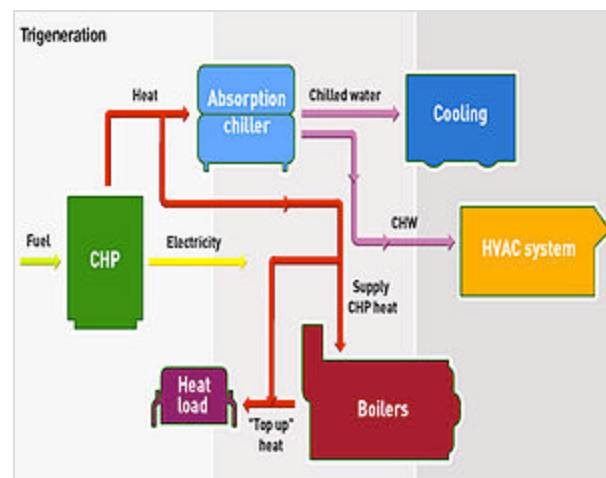 Trigeneration
Heat
Absorption
chiller
Chilled water
Cooling
Fuel
CHP
Electricity
CHW
HVAC system
Supply
CHP heat
Heat
load
"Top up"
heat
Boilers